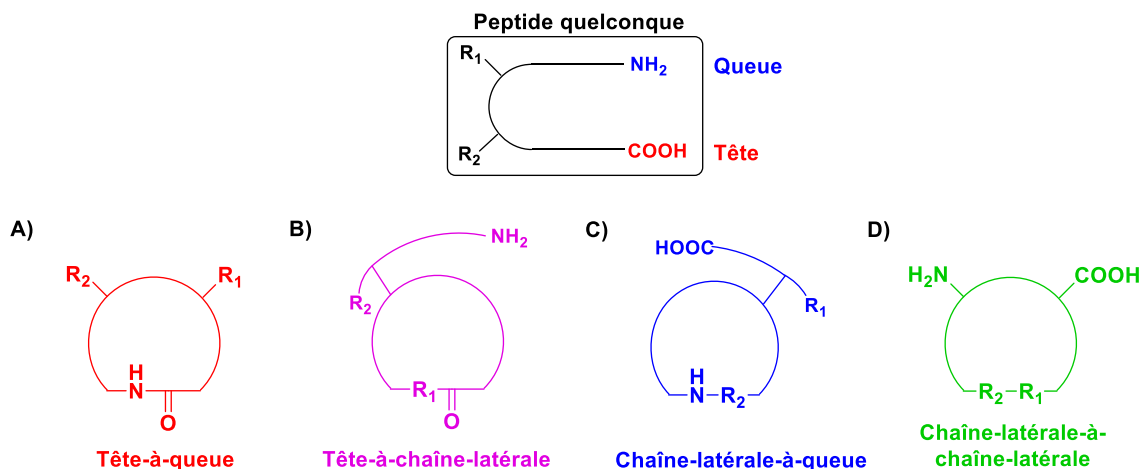 Peptide quelconque
R1
NH2
Queue
R2
COOH
Tête
A)
B)
C)
D)
R2
R1
H
N
O
Tête-à-queue
NH2
R2
R1
O
Tête-à-chaîne-latérale
HOOC
R1
H
N
R2
Chaîne-latérale-à-queue
H2N
COOH
R2
R1
Chaîne-latérale-à-
chaîne-latérale